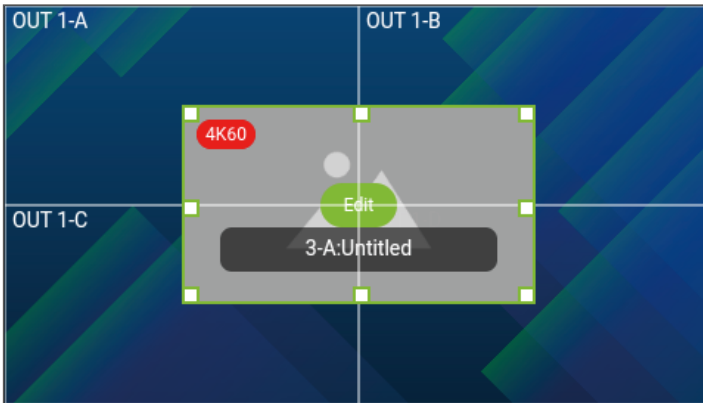 OUT 1-A
OUT 1-B
4K60
Edit
OUT 1-C
3-A:Untitled